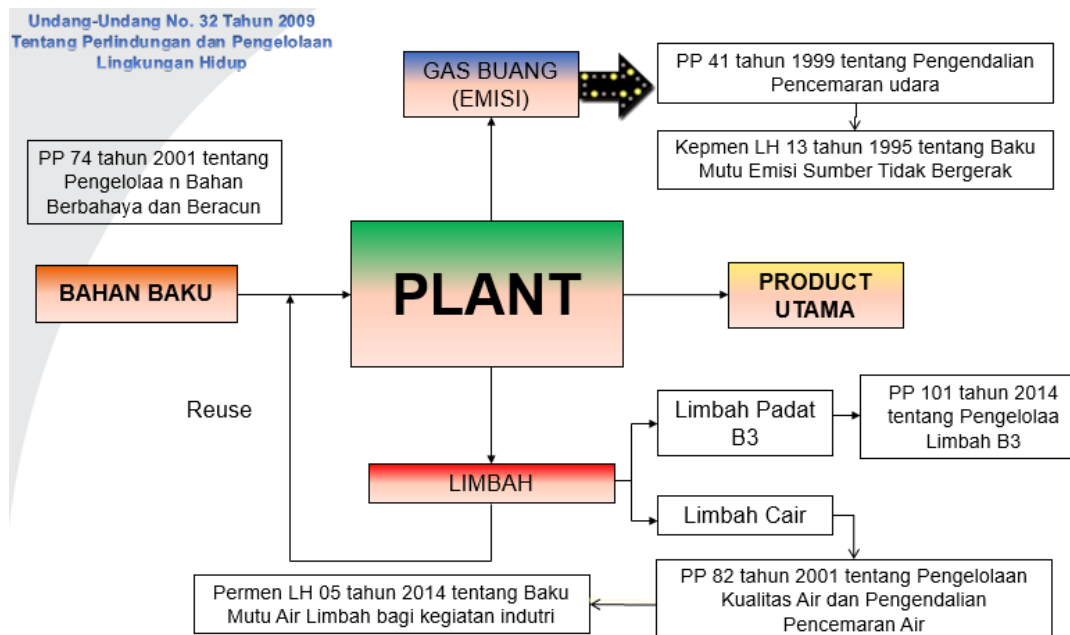 Undang-Undang No. 32 Tahun 2009
Tentang Perlindungan dan Pengelolaan
Lingkungan Hidup
GAS BUANG
(EMISI)
PP 41 tahun 1999 tentang Pengendalian
Pencemaran udara
Kepmen LH 13 tahun 1995 tentang Baku
Mutu Emisi Sumber Tidak Bergerak
PP 74 tahun 2001 tentang
Pengelolaa n Bahan
Berbahaya dan Beracun
BAHAN BAKU
PLANT
PRODUCT
UTAMA
Reuse
LIMBAH
Limbah Padat
B3
PP 101 tahun 2014
tentang Pengelolaa
Limbah B3
Limbah Cair
PP 82 tahun 2001 tentang Pengelolaan
Kualitas Air dan Pengendalian
Pencemaran Air
Permen LH 05 tahun 2014 tentang Baku
Mutu Air Limbah bagi kegiatan indutri